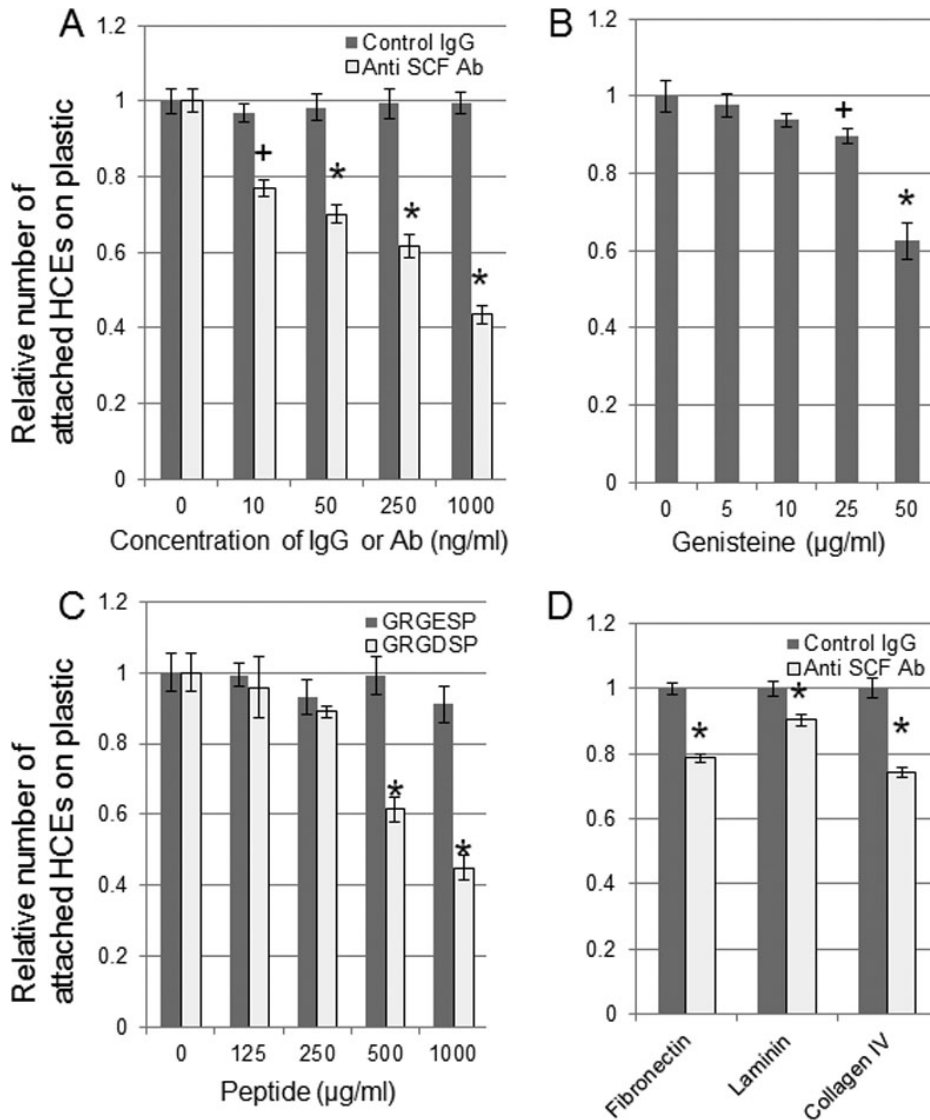 A
Control IgG
Anti SCF Ab
Relative number of
attached HCEs on plastic
1.2
1
0.8
0.6
0.4
0.2
0
+
*
*
*
0 10 50 250 1000
Concentration of IgG or Ab (ng/ml)
B
1.2
1
0.8
0.6
0.4
0.2
0
+
*
0 5 10 25 50
Genisteine (µg/ml)
C
GRGESP
GRGDSP
Relative number of
attached HCEs on plastic
1.2
1
0.8
0.6
0.4
0.2
0
*
*
0 125 250 500 1000
Peptide (µg/ml)
D
Control IgG
Anti SCF Ab
1.2
1
0.8
0.6
0.4
0.2
0
*
*
*
Fibronectin
Laminin
Collagen IV